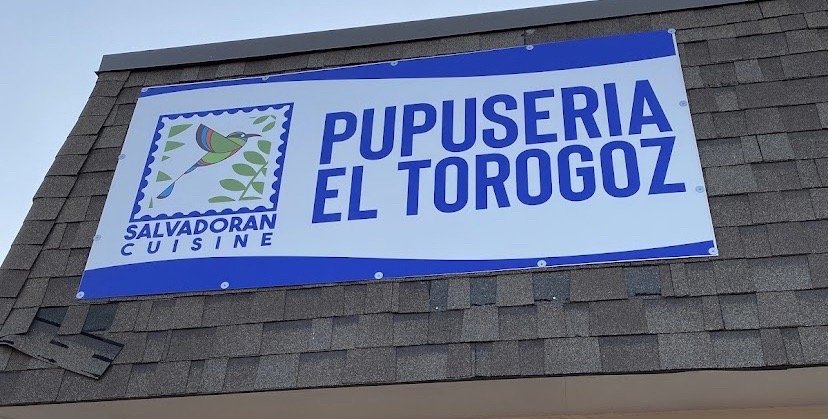 PUPUSERIA
EL TOROGOZ
SALVADORAN
CUISINE